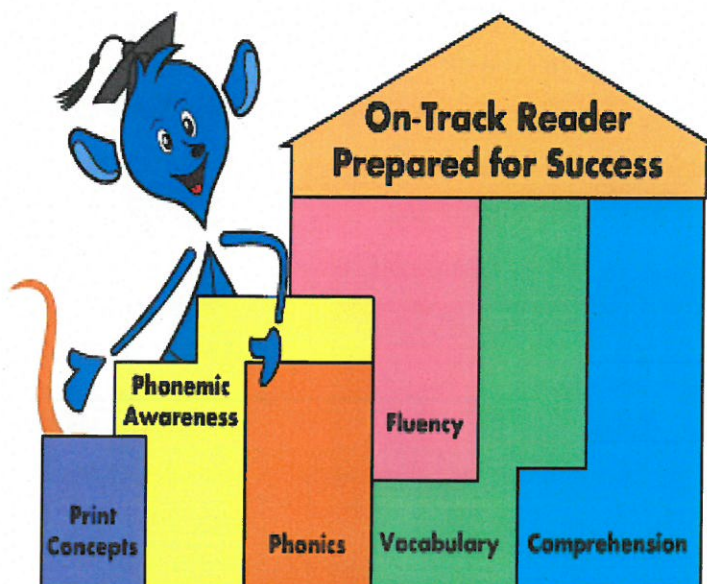 On-Track Reader
Prepared for Success
Phonemic
Awareness
Fluency
Print
Concepts
Phonics
Vocabulary
Comprehension